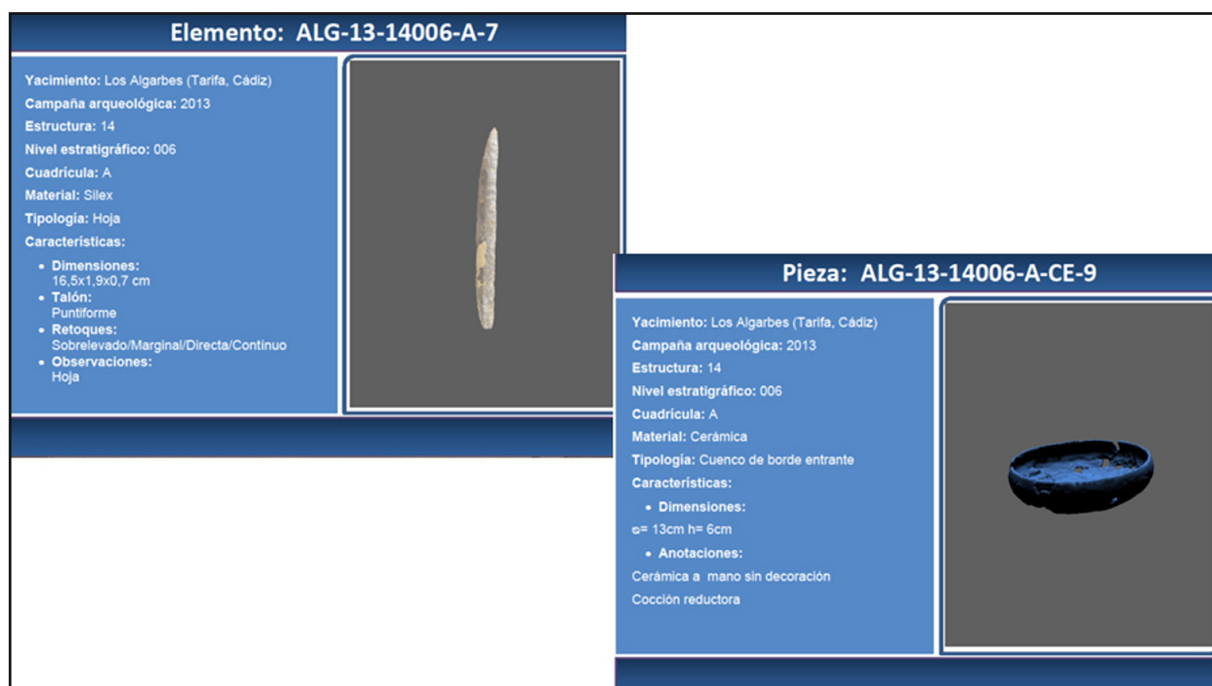 Elemento: ALG-13-14006-A-7
Yacimiento: Los Algarbes (Tarifa, Cádiz)
Campaña arqueológica: 2013
Estructura: 14
Nivel estratigráfico: 006
Cuadrícula: A
Material: Silex
Tipología: Hoja
Características:
• Dimensiones:
16,5x1,9x0,7 cm
• Talón:
Puntiforme
• Retoques:
Sobrelevado/Marginal/Directa/Continuo
• Observaciones:
Hoja
Pieza: ALG-13-14006-A-CE-9
Yacimiento: Los Algarbes (Tarifa, Cádiz)
Campaña arqueológica: 2013
Estructura: 14
Nivel estratigráfico: 006
Cuadrícula: A
Material: Cerámica
Tipología: Cuenco de borde entrante
Características:
• Dimensiones:
= 13cm h= 6cm
• Anotaciones:
Cerámica a mano sin decoración
Cocción reductora